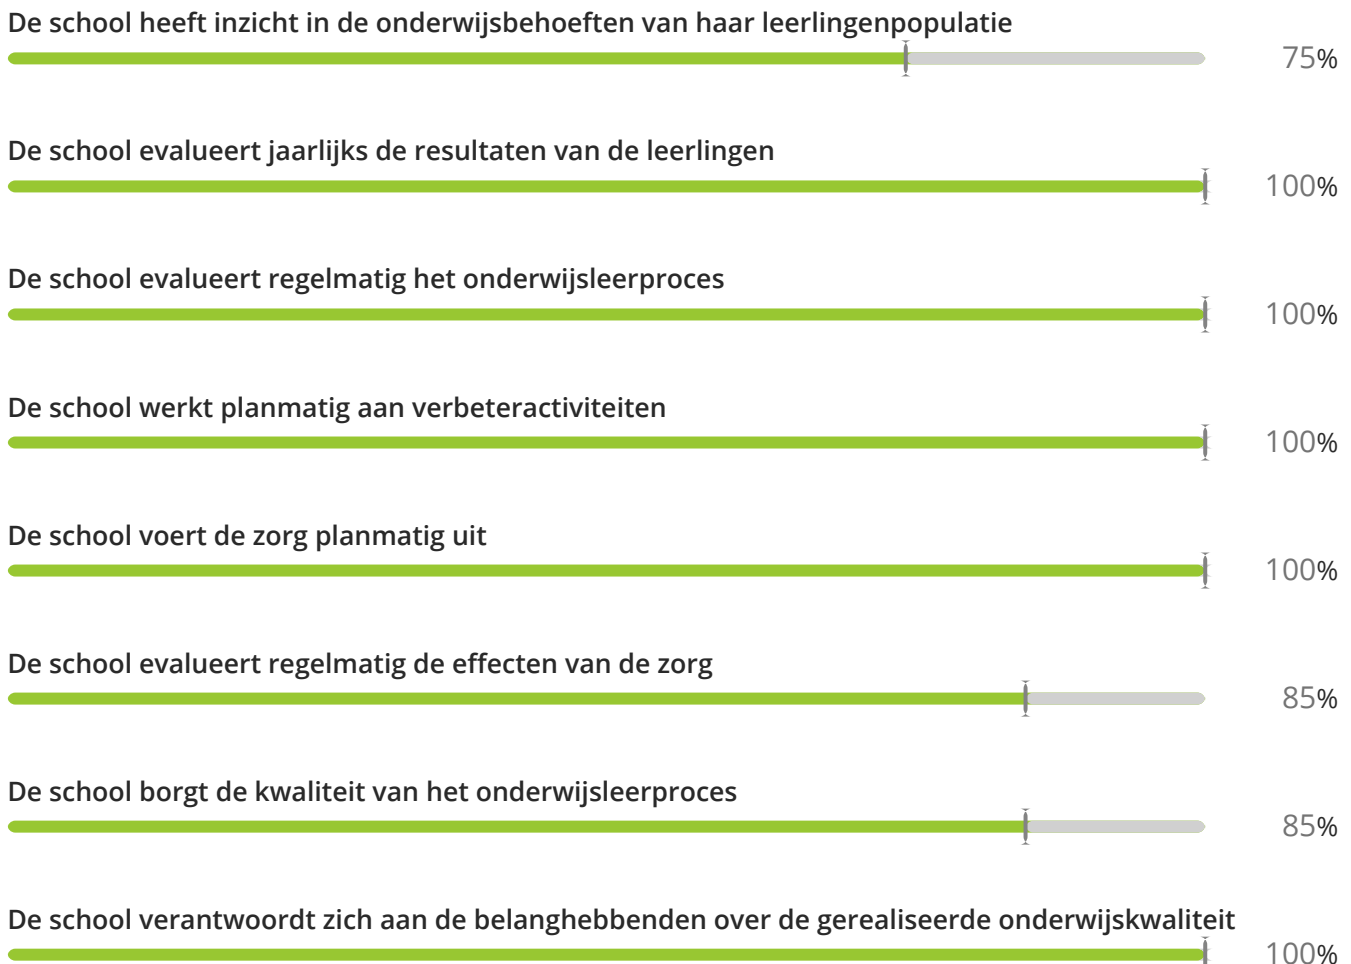 De school heeft inzicht in de onderwijsbehoeften van haar leerlingenpopulatie
75%
De school evalueert jaarlijks de resultaten van de leerlingen
100%
De school evalueert regelmatig het onderwijsleerproces
100%
De school werkt planmatig aan verbeteractiviteiten
100%
De school voert de zorg planmatig uit
100%
De school evalueert regelmatig de effecten van de zorg
85%
De school borgt de kwaliteit van het onderwijsleerproces
85%
De school verantwoordt zich aan de belanghebbenden over de gerealiseerde onderwijskwaliteit
100%